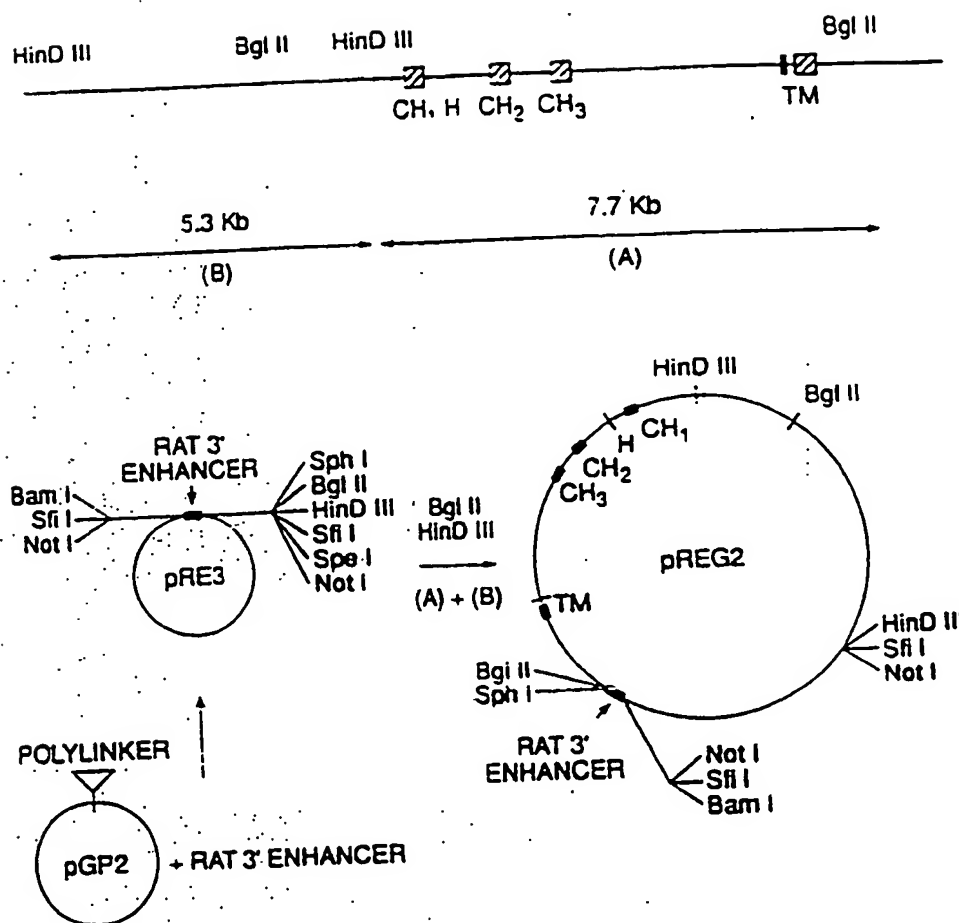 HinD III Bgl II HinD III Bgl II
CH, H CH2 CH3 TM
5.3 Kb 7.7 Kb
(B) (A)
HinD III
Bgl II
H CH1
CH2
CH3
pREG2
TM
HinD II
Sfi I
Not I
Bgl II
Sph I
RAT 3'
ENHANCER
Not I
Sfi I
Bam I
RAT 3'
ENHANCER
Bam I
Sfi I
Not I
Sph I
Bgl II
HinD III
Sfi I
Spe I
Not I
pRE3
Bgl II
HinD III
(A) + (B)
POLYLINKER
pGP2 + RAT 3' ENHANCER